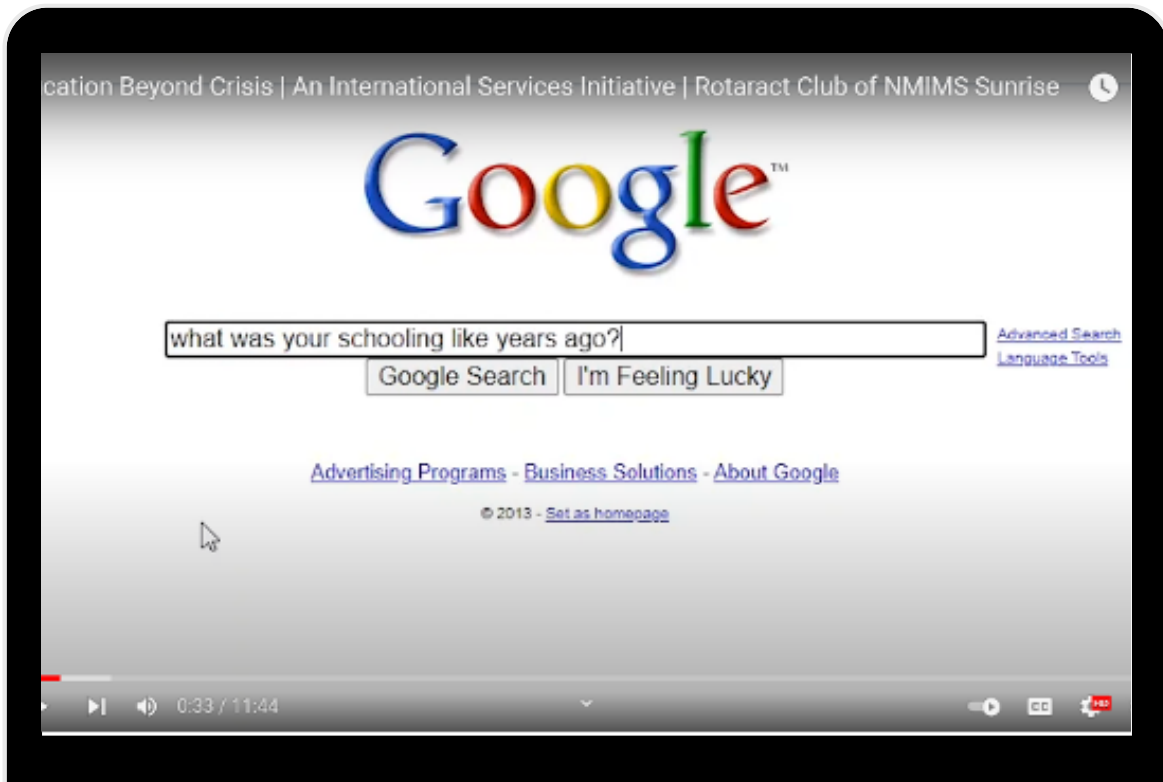 cation Beyond Crisis | An International Services Initiative | Rotaract Club of NMIMS Sunrise
Google™
what was your schooling like years ago?
Advanced Search
Language Tools
Google Search I'm Feeling Lucky
Advertising Programs - Business Solutions - About Google
© 2013 - Set as homepage
0:33 / 11:44
CC
HD